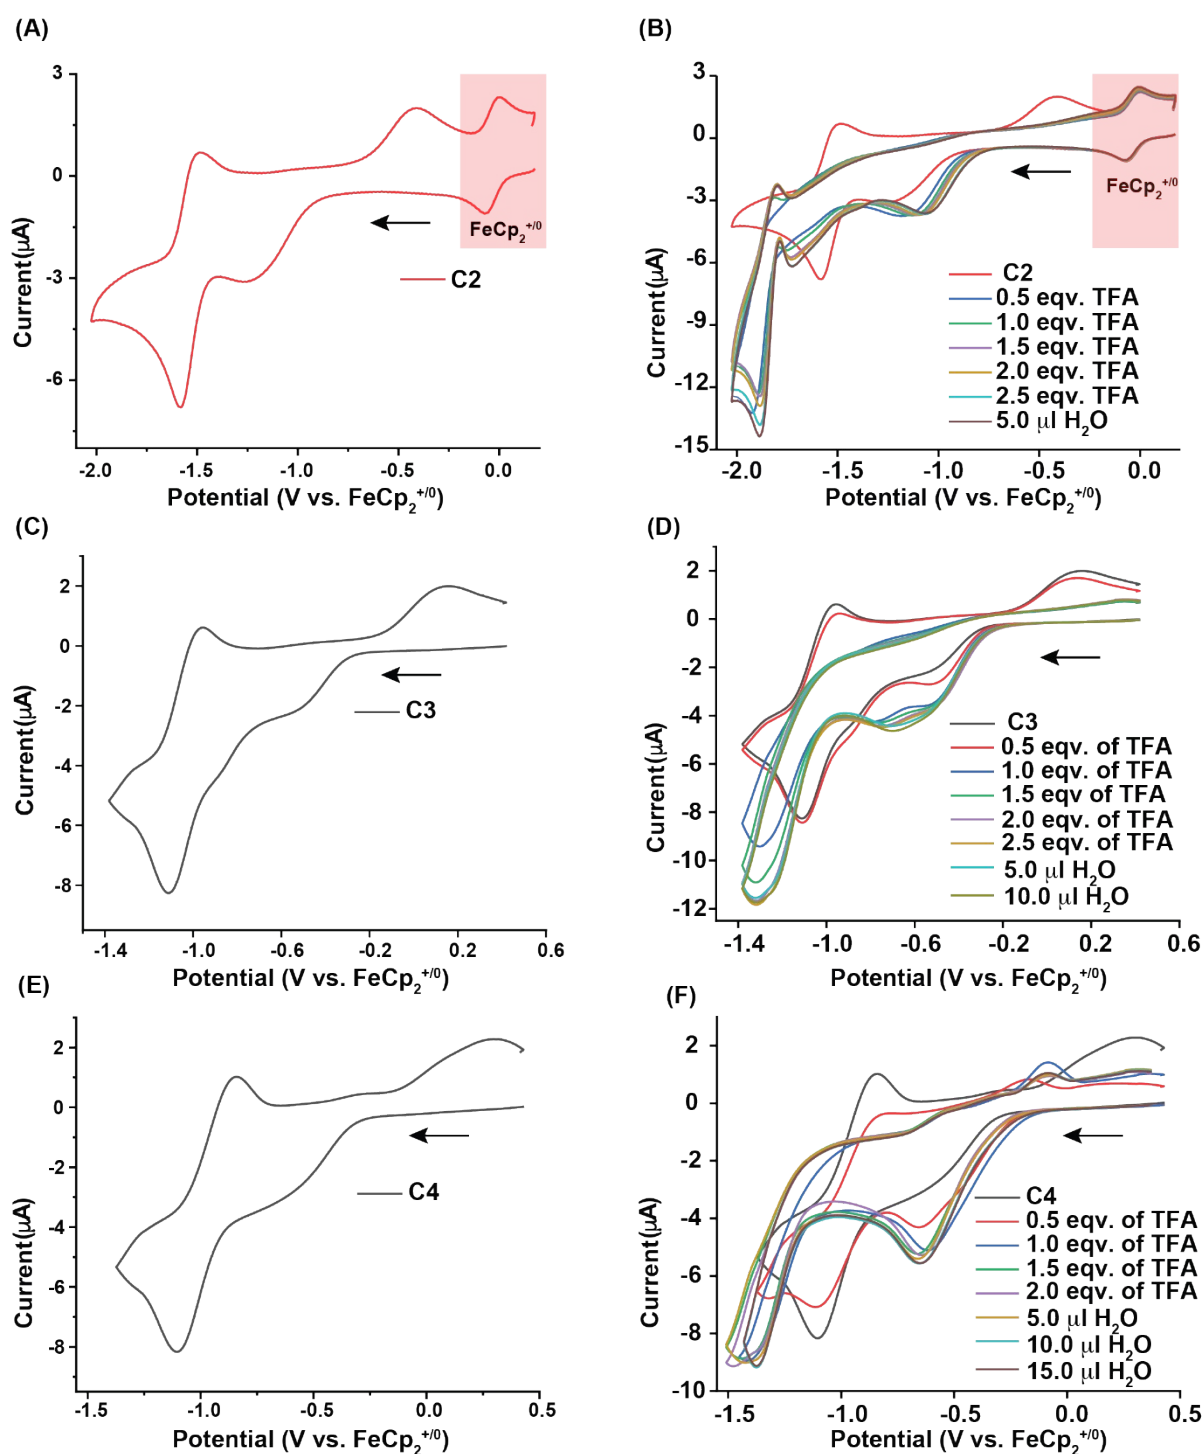 (A)
3
0
-3
-6
Current(μA)
FeCp₂⁺/⁰
C2
-2.0 -1.5 -1.0 -0.5 0.0
Potential (V vs. FeCp₂⁺/⁰)
(B)
3
0
-3
-6
-9
-12
-15
Current(μA)
FeCp₂⁺/⁰
C2
0.5 eqv. TFA
1.0 eqv. TFA
1.5 eqv. TFA
2.0 eqv. TFA
2.5 eqv. TFA
5.0 μl H₂O
-2.0 -1.5 -1.0 -0.5 0.0
Potential (V vs. FeCp₂⁺/⁰)
(C)
2
0
-2
-4
-6
-8
Current(μA)
C3
-1.4 -1.0 -0.6 -0.2 0.2 0.6
Potential (V vs. FeCp₂⁺/⁰)
(D)
2
0
-2
-4
-6
-8
-10
-12
Current(μA)
C3
0.5 eqv. of TFA
1.0 eqv. of TFA
1.5 eqv of TFA
2.0 eqv. of TFA
2.5 eqv. of TFA
5.0 μl H₂O
10.0 μl H₂O
-1.4 -1.0 -0.6 -0.2 0.2 0.6
Potential (V vs. FeCp₂⁺/⁰)
(E)
2
0
-2
-4
-6
-8
Current(μA)
C4
-1.5 -1.0 -0.5 0.0 0.5
Potential (V vs. FeCp₂⁺/⁰)
(F)
2
0
-2
-4
-6
-8
-10
Current(μA)
C4
0.5 eqv. of TFA
1.0 eqv. of TFA
1.5 eqv. of TFA
2.0 eqv. of TFA
5.0 μl H₂O
10.0 μl H₂O
15.0 μl H₂O
-1.5 -1.0 -0.5 0.0 0.5
Potential (V vs. FeCp₂⁺/⁰)